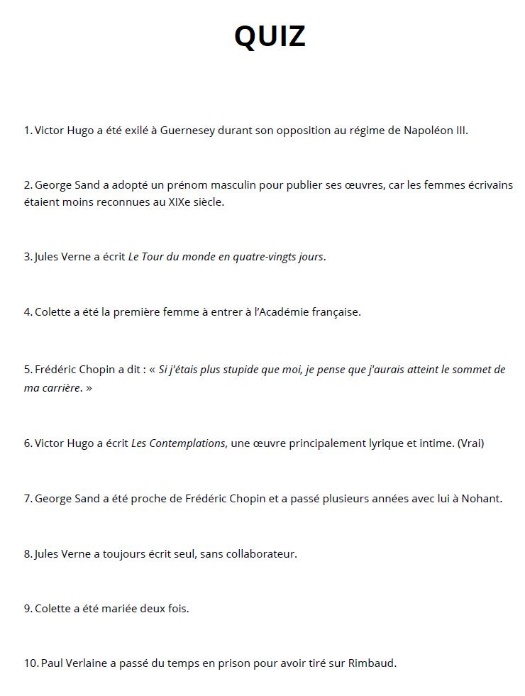 QUIZ
1. Victor Hugo a été exilé à Guernesey durant son opposition au régime de Napoléon III.
2. George Sand a adopté un prénom masculin pour publier ses œuvres, car les femmes écrivains
étaient moins reconnues au XIXe siècle.
3. Jules Verne a écrit Le Tour du monde en quatre-vingts jours.
4. Colette a été la première femme à entrer à l'Académie française.
5. Frédéric Chopin a dit : « Si j'étais plus stupide que moi, je pense que j'aurais atteint le sommet de
ma carrière. »
6. Victor Hugo a écrit Les Contemplations, une œuvre principalement lyrique et intime. (Vrai)
7. George Sand a été proche de Frédéric Chopin et a passé plusieurs années avec lui à Nohant.
8. Jules Verne a toujours écrit seul, sans collaborateur.
9. Colette a été mariée deux fois.
10. Paul Verlaine a passé du temps en prison pour avoir tiré sur Rimbaud.